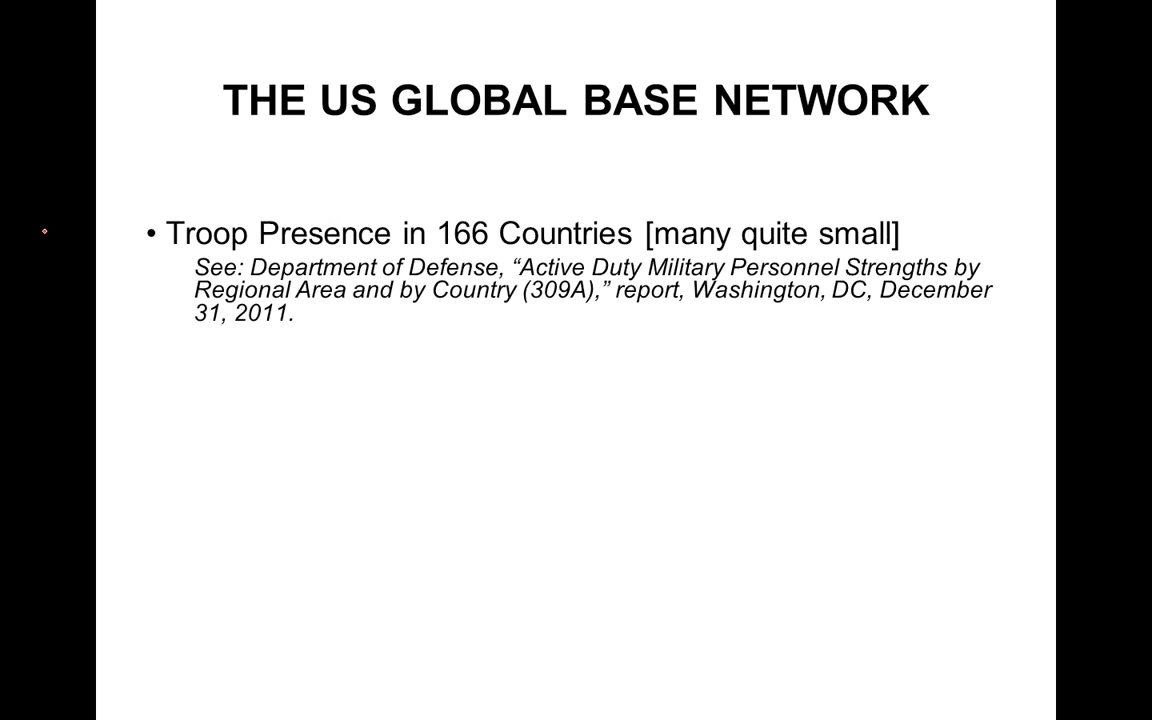 THE US GLOBAL BASE NETWORK
• Troop Presence in 166 Countries [many quite small]
See: Department of Defense, “Active Duty Military Personnel Strengths by
Regional Area and by Country (309A),” report, Washington, DC, December
31, 2011.